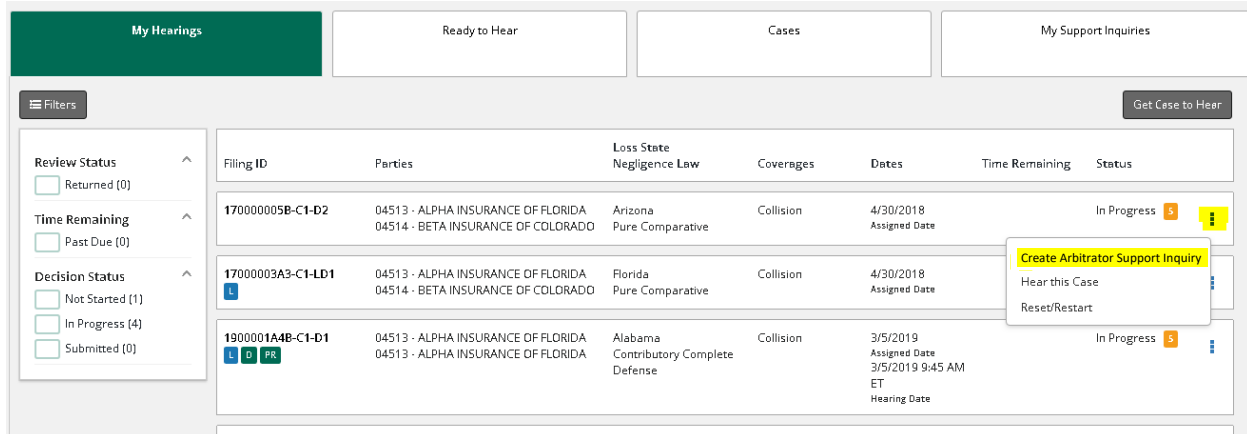 My Hearings
Ready to Hear
Cases
My Support Inquiries
Filters
Get Case to Hear
Review Status
Returned (0)
Time Remaining
Past Due (0)
Decision Status
Not Started (1)
In Progress (4)
Submitted (0)
Filing ID
Parties
Loss State
Negligence Law
Coverages
Dates
Time Remaining
Status
170000005B-C1-D2
04513 - ALPHA INSURANCE OF FLORIDA
04514 - BETA INSURANCE OF COLORADO
Arizona
Pure Comparative
Collision
4/30/2018
Assigned Date
In Progress S
Create Arbitrator Support Inquiry
Hear this Case
Reset/Restart
17000003A3-C1-LD1
L
04513 - ALPHA INSURANCE OF FLORIDA
04514 - BETA INSURANCE OF COLORADO
Florida
Pure Comparative
Collision
4/30/2018
Assigned Date
1900001A4B-C1-D1
L D PR
04513 - ALPHA INSURANCE OF FLORIDA
04513 - ALPHA INSURANCE OF FLORIDA
Alabama
Contributory Complete
Defense
Collision
3/5/2019
Assigned Date
3/5/2019 9:45 AM
ET
Hearing Date
In Progress S